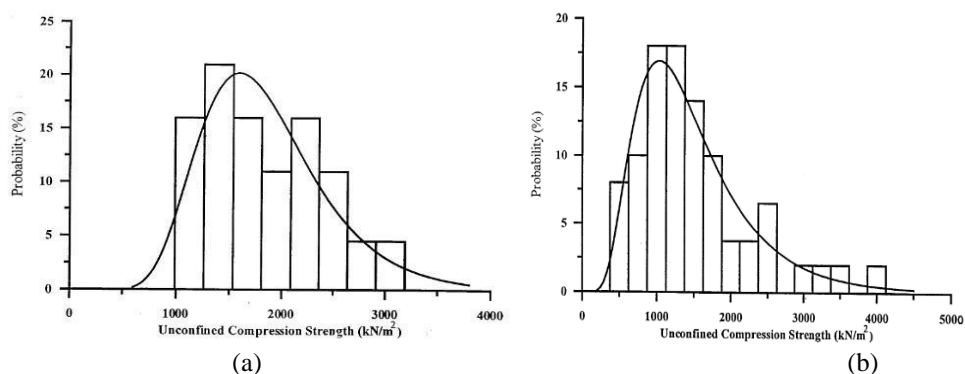 25
20
15
10
5
0
Probability (%)
0 1000 2000 3000 4000
Unconfined Compression Strength (kN/m²)
(a)
20
15
10
5
0
Probability (%)
0 1000 2000 3000 4000 5000
Unconfined Compression Strength (kN/m²)
(b)